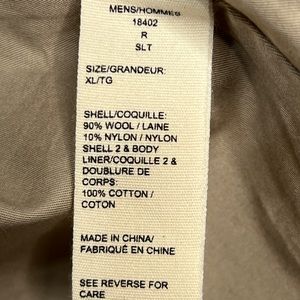 MENS/HOMMES
18402
R
SLT
SIZE/GRANDEUR:
XL/TG
SHELL/COQUILLE:
90% WOOL / LAINE
10% NYLON / NYLON
SHELL 2 & BODY
LINER/COQUILLE 2 &
DOUBLURE DE
CORPS:
100% COTTON /
COTON
MADE IN CHINA/
FABRIQUÉ EN CHINE
SEE REVERSE FOR
CARE